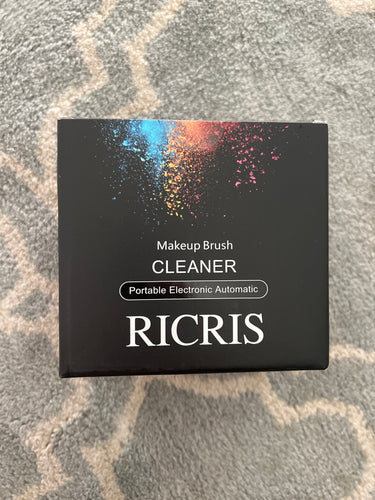 Makeup Brush
CLEANER
Portable Electronic Automatic
RICRIS